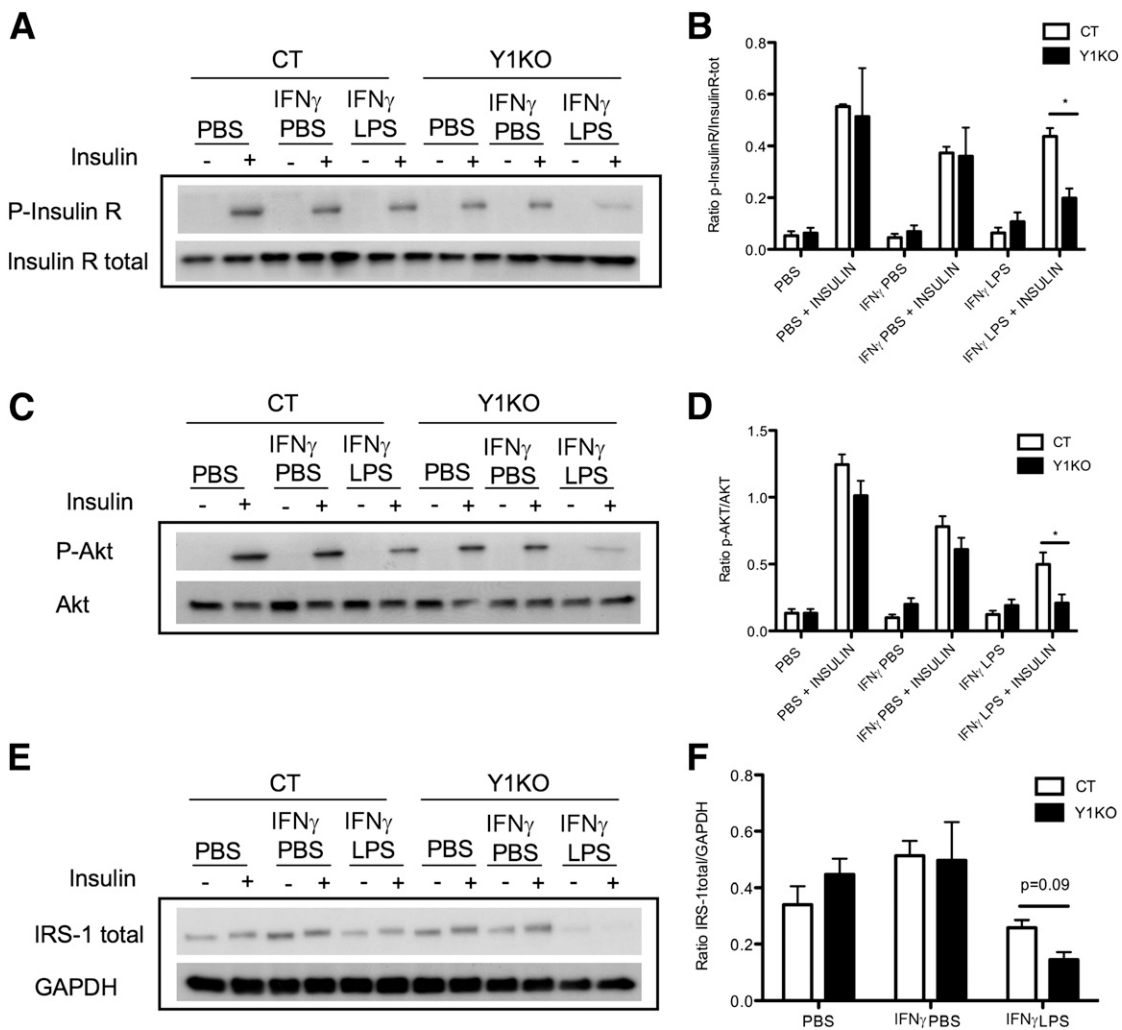 A
CT Y1KO
IFNγ IFNγ IFNγ IFNγ
PBS PBS LPS PBS PBS LPS
Insulin - + - + - + - + - + - +
P-Insulin R
Insulin R total
B
CT
Y1KO
Ratio p-InsulinR/InsulinR-tot
0.8
0.6
0.4
0.2
0.0
*
PBS
PBS + INSULIN
IFNγ PBS
IFNγ PBS + INSULIN
IFNγ LPS
IFNγ LPS + INSULIN
C
CT Y1KO
IFNγ IFNγ IFNγ IFNγ
PBS PBS LPS PBS PBS LPS
Insulin - + - + - + - + - + - +
P-Akt
Akt
D
CT
Y1KO
Ratio p-AKT/AKT
1.5
1.0
0.5
0.0
*
PBS
PBS + INSULIN
IFNγ PBS
IFNγ PBS + INSULIN
IFNγ LPS
IFNγ LPS + INSULIN
E
CT Y1KO
IFNγ IFNγ IFNγ IFNγ
PBS PBS LPS PBS PBS LPS
Insulin - + - + - + - + - + - +
IRS-1 total
GAPDH
F
CT
Y1KO
Ratio IRS-1total/GAPDH
0.8
0.6
0.4
0.2
0.0
p=0.09
PBS
IFNγPBS
IFNγLPS